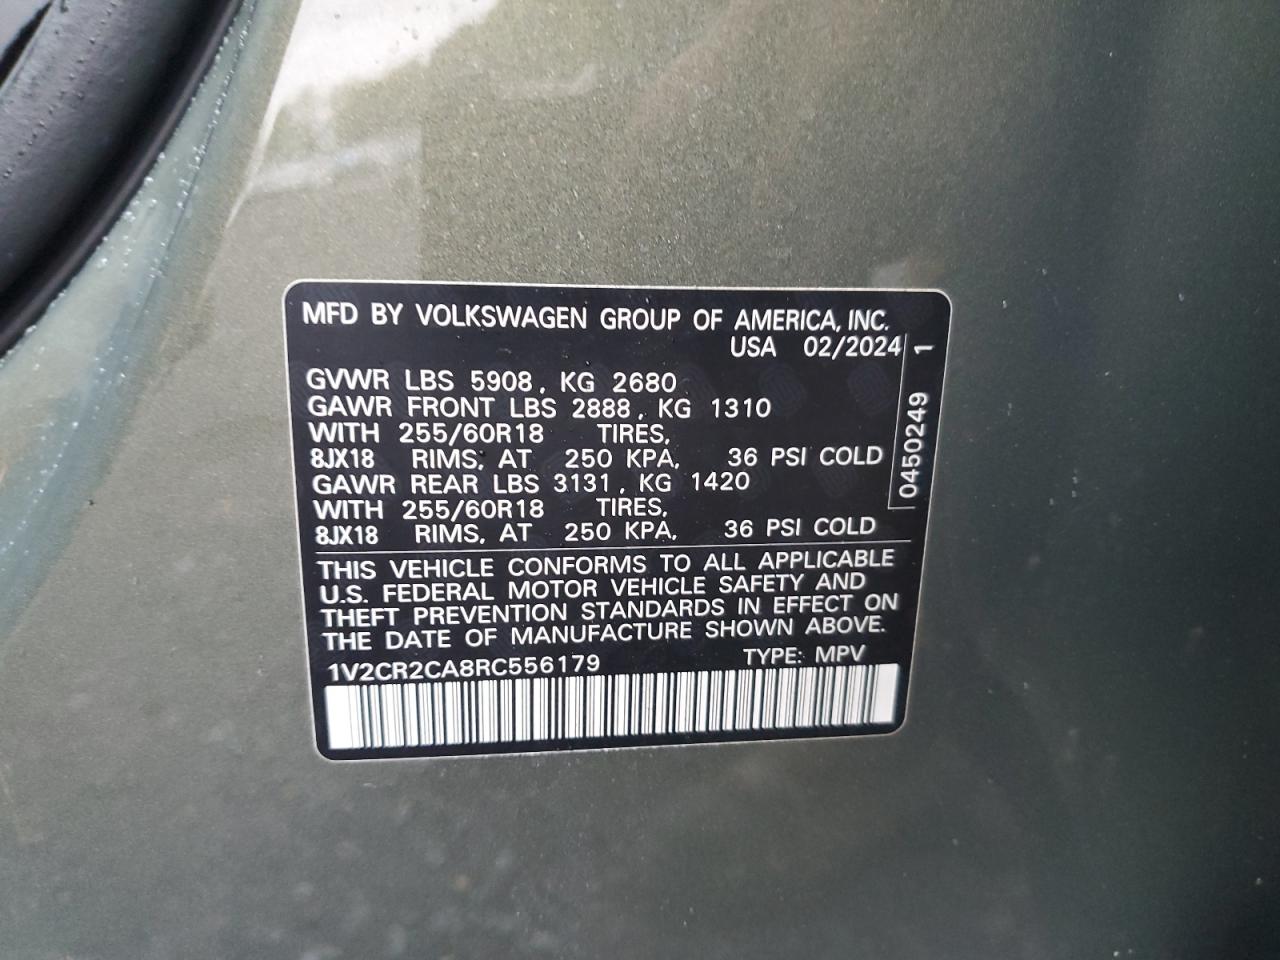 MFD BY VOLKSWAGEN GROUP OF AMERICA, INC.
USA 02/2024
GVWR LBS 5908, KG 2680
GAWR FRONT LBS 2888, KG 1310
WITH 255/60R18 TIRES,
8JX18 RIMS, AT 250 KPA, 36 PSI COLD
GAWR REAR LBS 3131, KG 1420
WITH 255/60R18 TIRES,
8JX18 RIMS, AT 250 KPA, 36 PSI COLD
0450249 1
THIS VEHICLE CONFORMS TO ALL APPLICABLE
U.S. FEDERAL MOTOR VEHICLE SAFETY AND
THEFT PREVENTION STANDARDS IN EFFECT ON
THE DATE OF MANUFACTURE SHOWN ABOVE.
1V2CR2CA8RC556179 TYPE: MPV